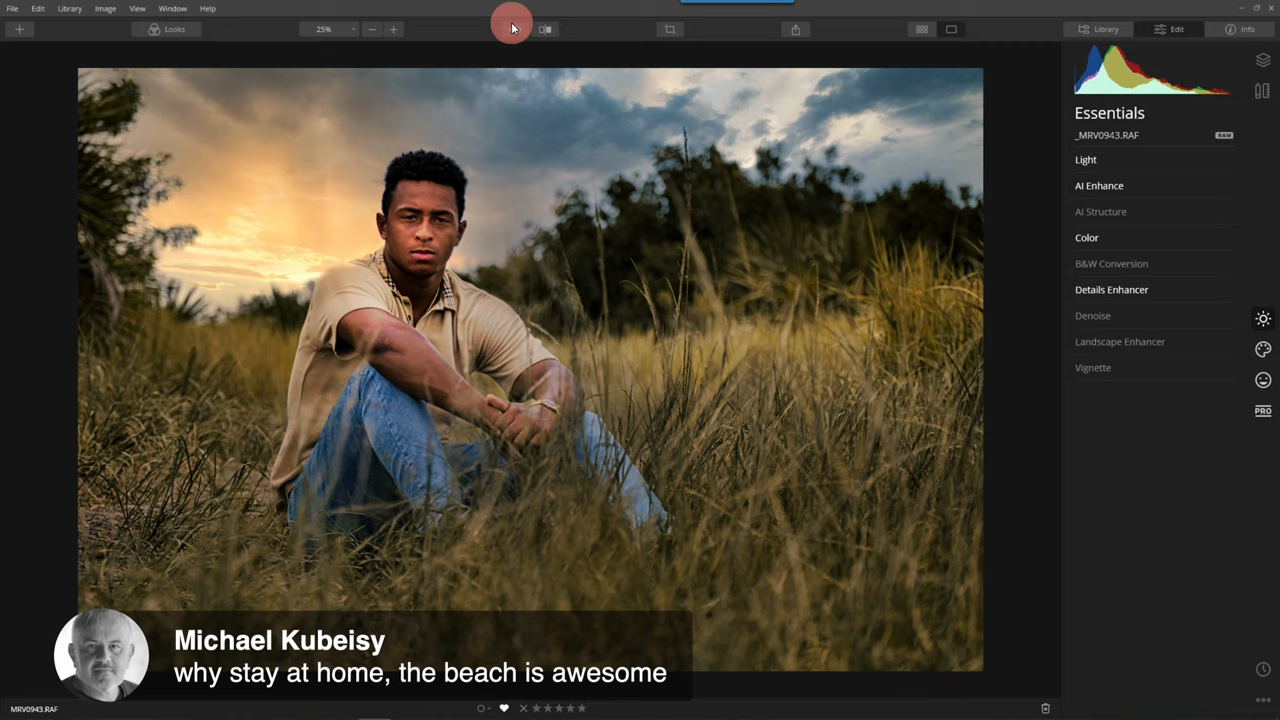 File Edit Library Image View Window Help
Looks 25% Library Edit Info
Essentials
_MRV0943.RAF RAW
Light
AI Enhance
AI Structure
Color
B&W Conversion
Details Enhancer
Denoise
Landscape Enhancer
Vignette
PRO
Michael Kubeisy
why stay at home, the beach is awesome
MRV0943.RAF